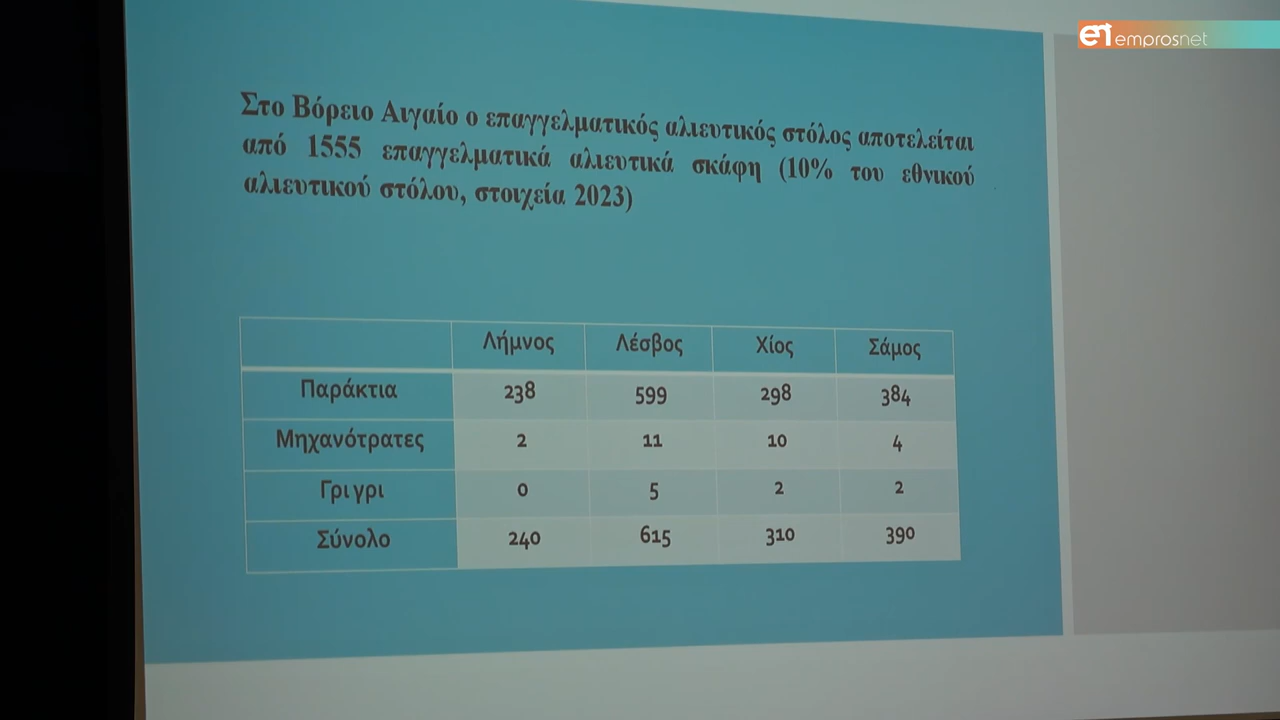 emprosnet
Στο Βόρειο Αιγαίο ο επαγγελματικός αλιευτικός στόλος αποτελείται
από 1555 επαγγελματικά αλιευτικά σκάφη (10% του εθνικού
αλιευτικού στόλου, στοιχεία 2023)
Λήμνος Λέσβος Χίος Σάμος
Παράκτια 238 599 298 384
Μηχανότρατες 2 11 10 4
Γρι γρι 0 5 2 2
Σύνολο 240 615 310 390